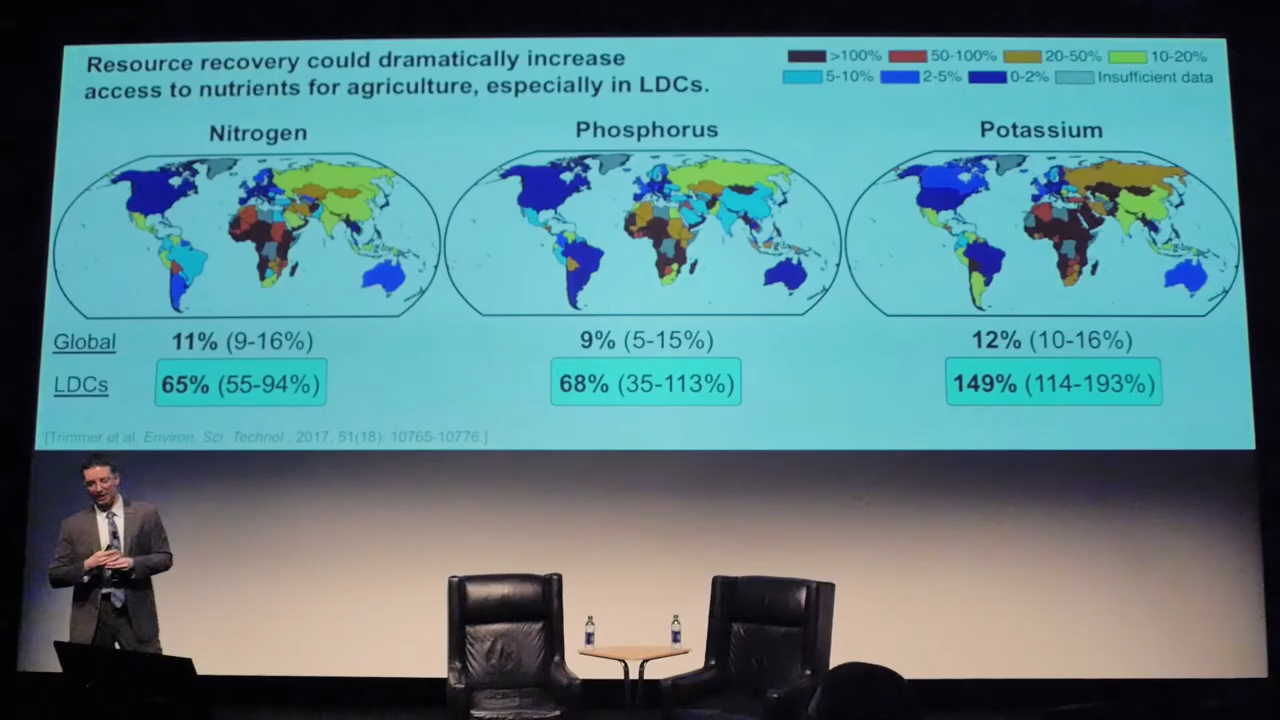 Resource recovery could dramatically increase
access to nutrients for agriculture, especially in LDCs.
>100% 50-100% 20-50% 10-20%
5-10% 2-5% 0-2% Insufficient data
Nitrogen Phosphorus Potassium
Global 11% (9-16%) 9% (5-15%) 12% (10-16%)
LDCs 65% (55-94%) 68% (35-113%) 149% (114-193%)
[Trimmer et al. Environ. Sci. Technol. 2017, 51(18): 10765-10776.]